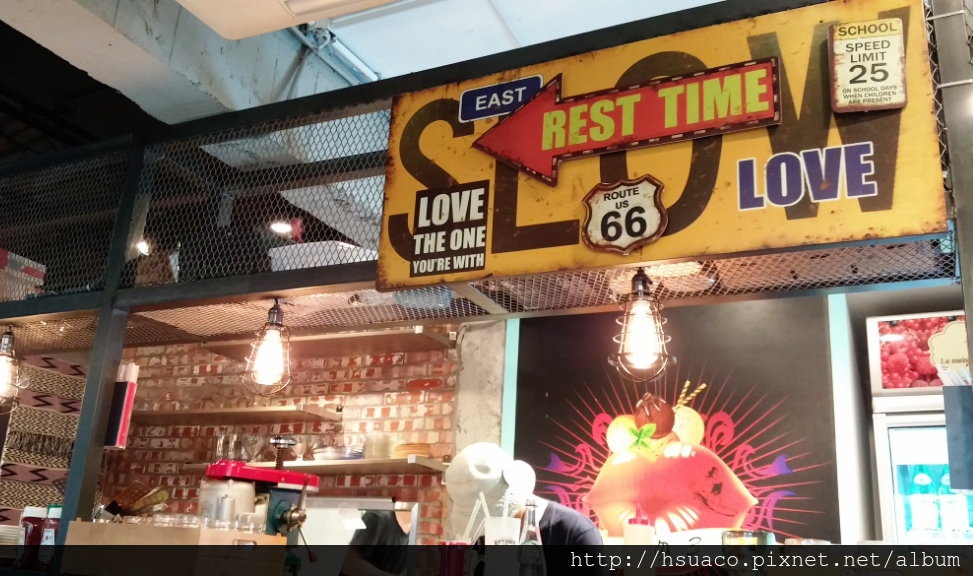 SLOW
EAST
REST TIME
SCHOOL
SPEED
LIMIT
25
ON SCHOOL DAYS
WHEN CHILDREN
ARE PRESENT
LOVE
THE ONE
YOU'RE WITH
ROUTE
US
66
LOVE
http://hsuaco.pixnet.net/album